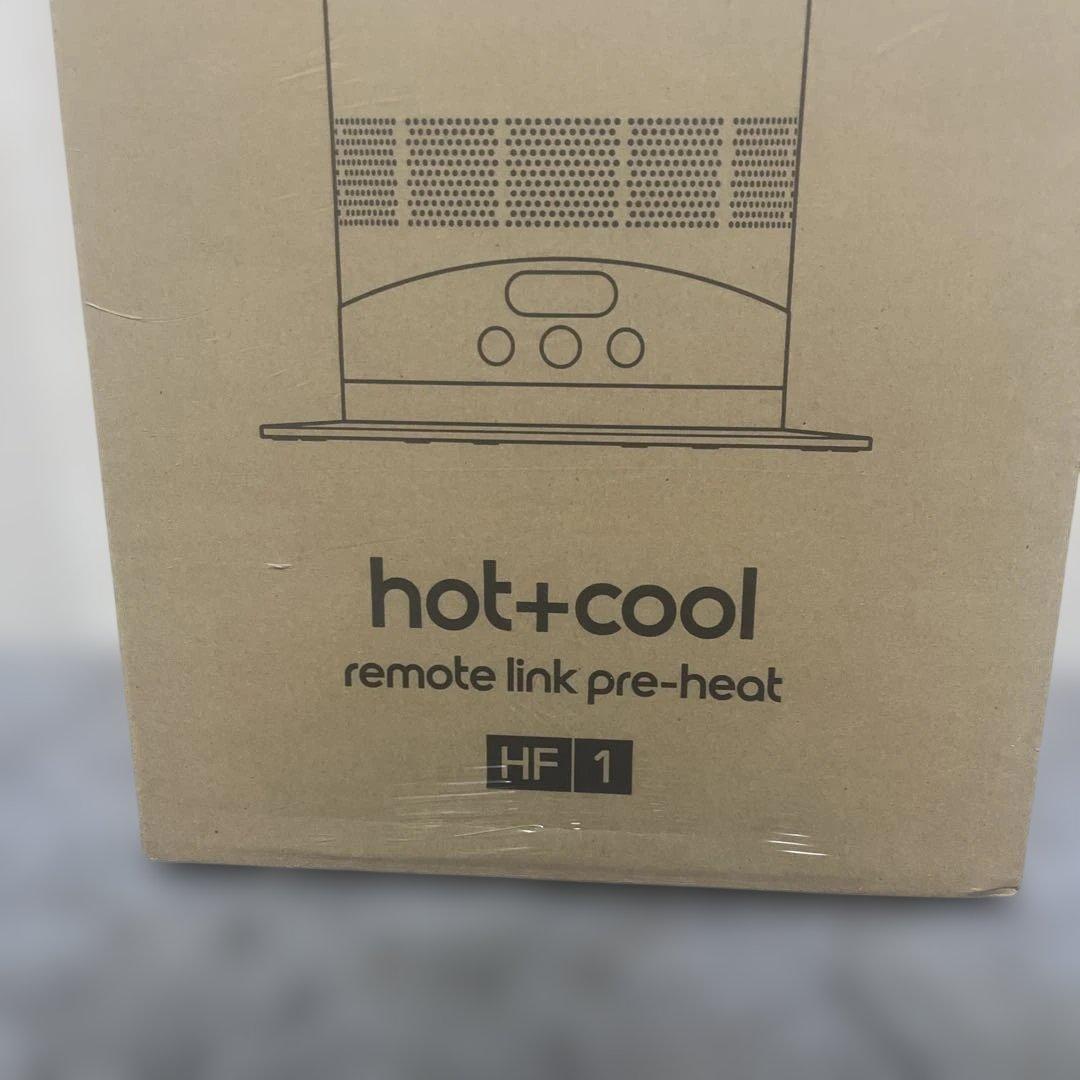 hot+cool
remote link pre-heat
HF 1